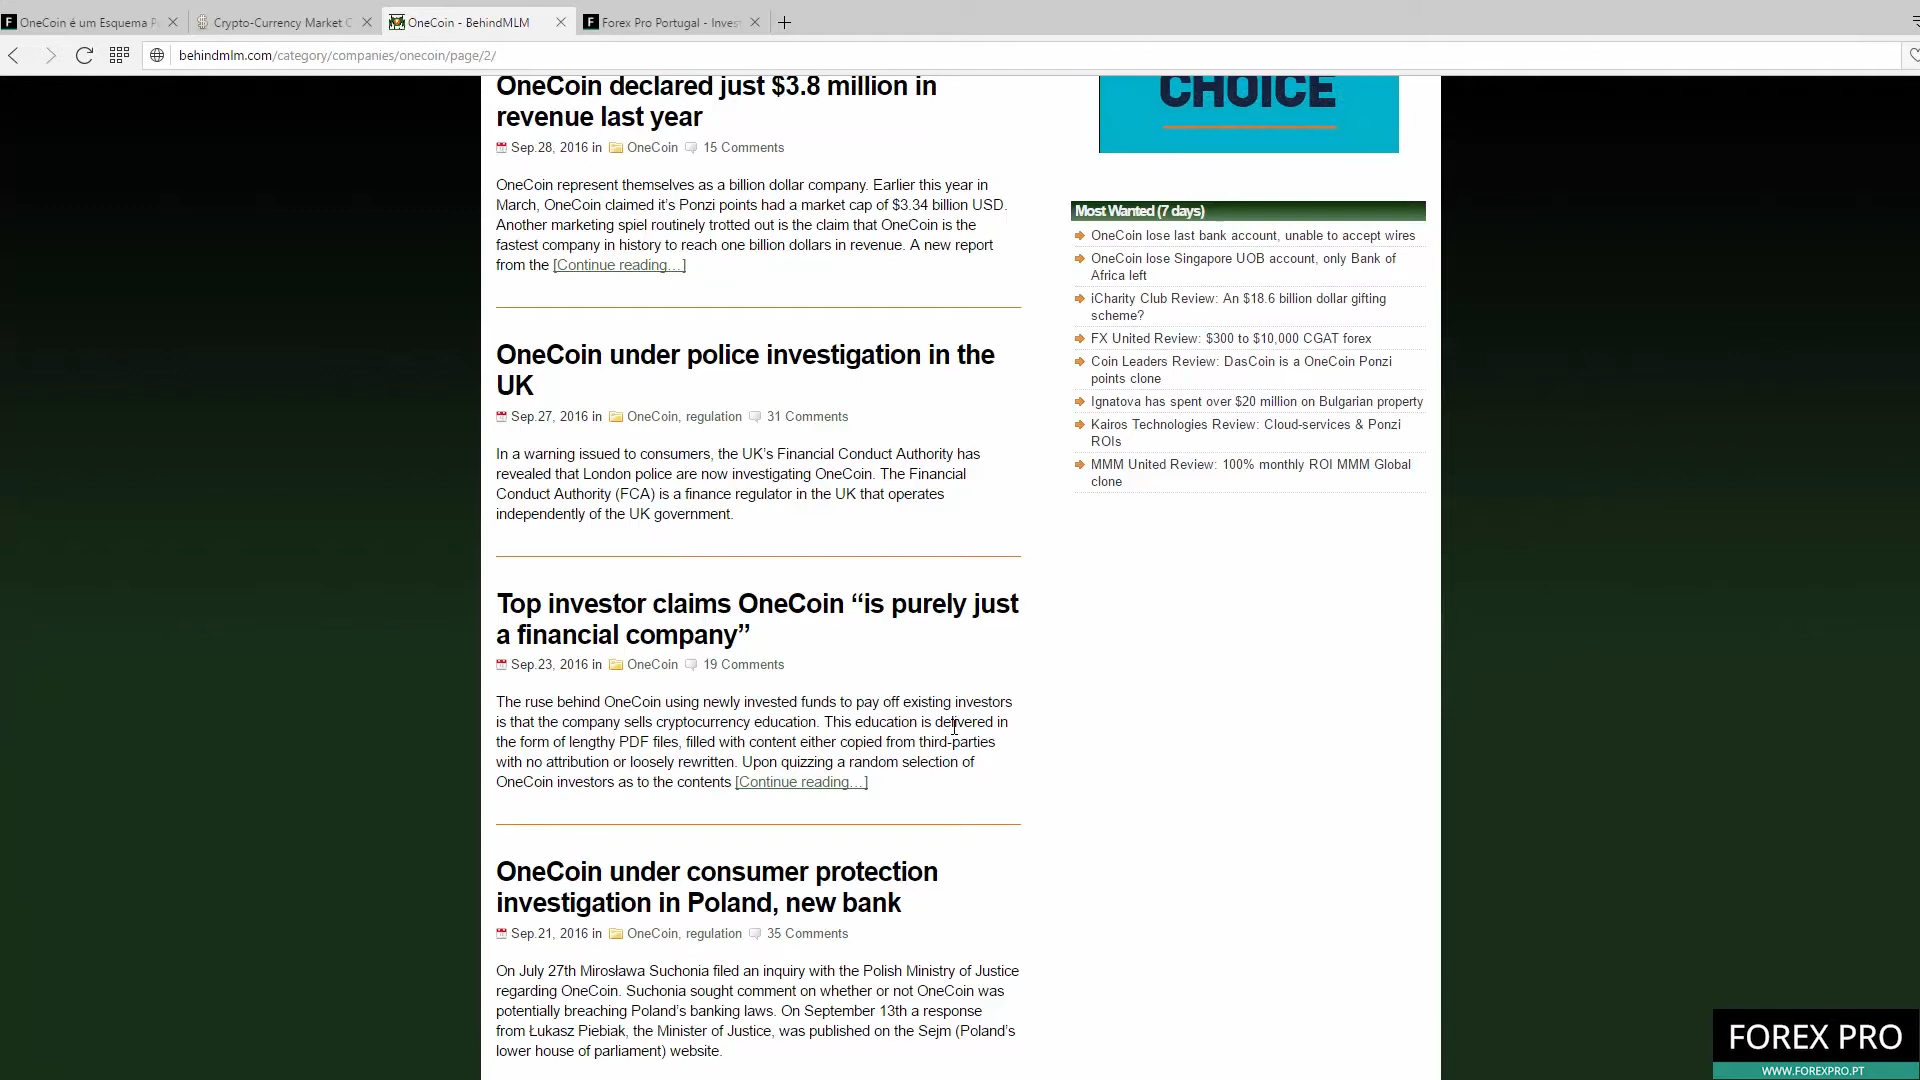 OneCoin é um Esquema P
Crypto-Currency Market C
OneCoin - BehindMLM
Forex Pro Portugal - Invest
behindmlm.com/category/companies/onecoin/page/2/
OneCoin declared just $3.8 million in
revenue last year
Sep.28, 2016 in OneCoin 15 Comments
OneCoin represent themselves as a billion dollar company. Earlier this year in
March, OneCoin claimed it’s Ponzi points had a market cap of $3.34 billion USD.
Another marketing spiel routinely trotted out is the claim that OneCoin is the
fastest company in history to reach one billion dollars in revenue. A new report
from the [Continue reading…]
OneCoin under police investigation in the
UK
Sep.27, 2016 in OneCoin, regulation 31 Comments
In a warning issued to consumers, the UK’s Financial Conduct Authority has
revealed that London police are now investigating OneCoin. The Financial
Conduct Authority (FCA) is a finance regulator in the UK that operates
independently of the UK government.
Top investor claims OneCoin “is purely just
a financial company”
Sep.23, 2016 in OneCoin 19 Comments
The ruse behind OneCoin using newly invested funds to pay off existing investors
is that the company sells cryptocurrency education. This education is delivered in
the form of lengthy PDF files, filled with content either copied from third-parties
with no attribution or loosely rewritten. Upon quizzing a random selection of
OneCoin investors as to the contents [Continue reading…]
OneCoin under consumer protection
investigation in Poland, new bank
Sep.21, 2016 in OneCoin, regulation 35 Comments
On July 27th Mirosława Suchonia filed an inquiry with the Polish Ministry of Justice
regarding OneCoin. Suchonia sought comment on whether or not OneCoin was
potentially breaching Poland’s banking laws. On September 13th a response
from Łukasz Piebiak, the Minister of Justice, was published on the Sejm (Poland’s
lower house of parliament) website.
CHOICE
Most Wanted (7 days)
OneCoin lose last bank account, unable to accept wires
OneCoin lose Singapore UOB account, only Bank of
Africa left
iCharity Club Review: An $18.6 billion dollar gifting
scheme?
FX United Review: $300 to $10,000 CGAT forex
Coin Leaders Review: DasCoin is a OneCoin Ponzi
points clone
Ignatova has spent over $20 million on Bulgarian property
Kairos Technologies Review: Cloud-services & Ponzi
ROIs
MMM United Review: 100% monthly ROI MMM Global
clone
FOREX PRO
WWW.FOREXPRO.PT